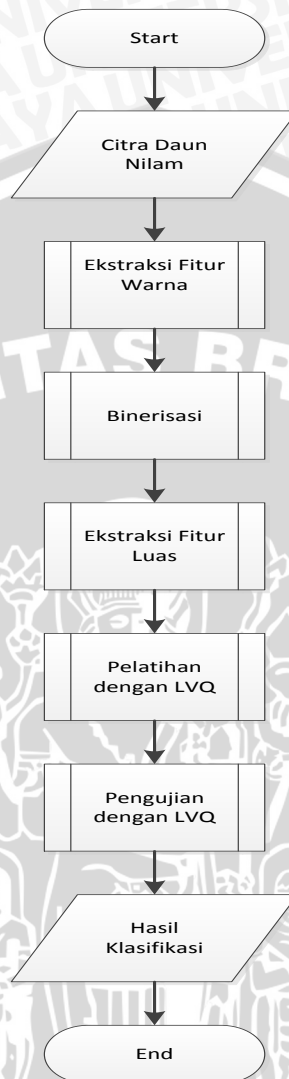 Start
Citra Daun
Nilam
Ekstraksi Fitur
Warna
Binerisasi
Ekstraksi Fitur
Luas
Pelatihan
dengan LVQ
Pengujian
dengan LVQ
Hasil
Klasifikasi
End